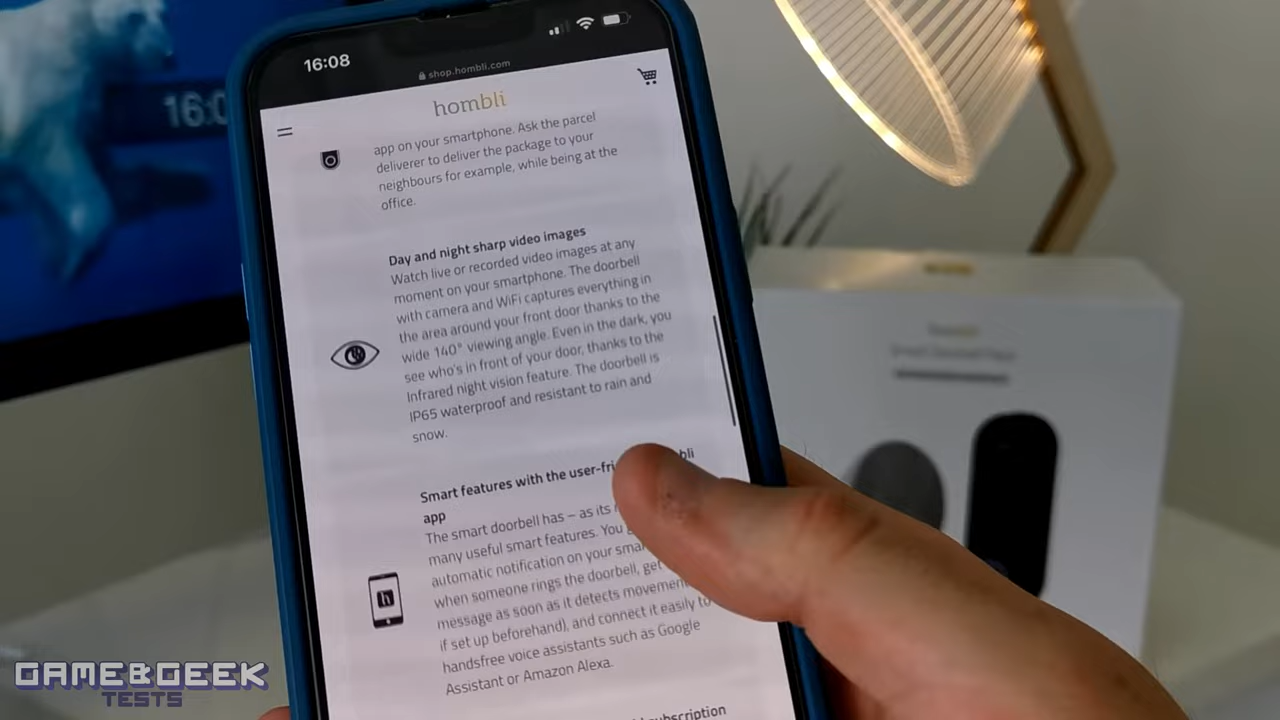 16:08
shop.hombli.com
hombli
16:0
app on your smartphone. Ask the parcel
deliverer to deliver the package to your
neighbours for example, while being at the
office.
Day and night sharp video images
Watch live or recorded video images at any
moment on your smartphone. The doorbell
with camera and WiFi captures everything in
the area around your front door thanks to the
wide 140° viewing angle. Even in the dark, you
see who's in front of your door, thanks to the
Infrared night vision feature. The doorbell is
IP65 waterproof and resistant to rain and
snow.
Smart features with the user-fri bli
app
The smart doorbell has – as its
many useful smart features. You
automatic notification on your sma
when someone rings the doorbell, get
message as soon as it detects movemen
if set up beforehand), and connect it easily to
handsfree voice assistants such as Google
Assistant or Amazon Alexa.
subscription
h
GAME&GEEK
TESTS